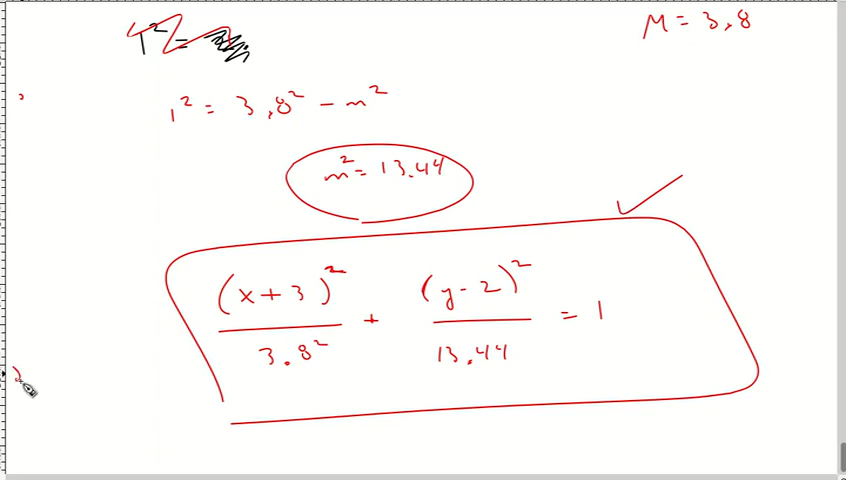 M = 3,8
1² = 3,8² - m²
m² = 13.44
(x+3)² / 3.8² + (y-2)² / 13.44 = 1